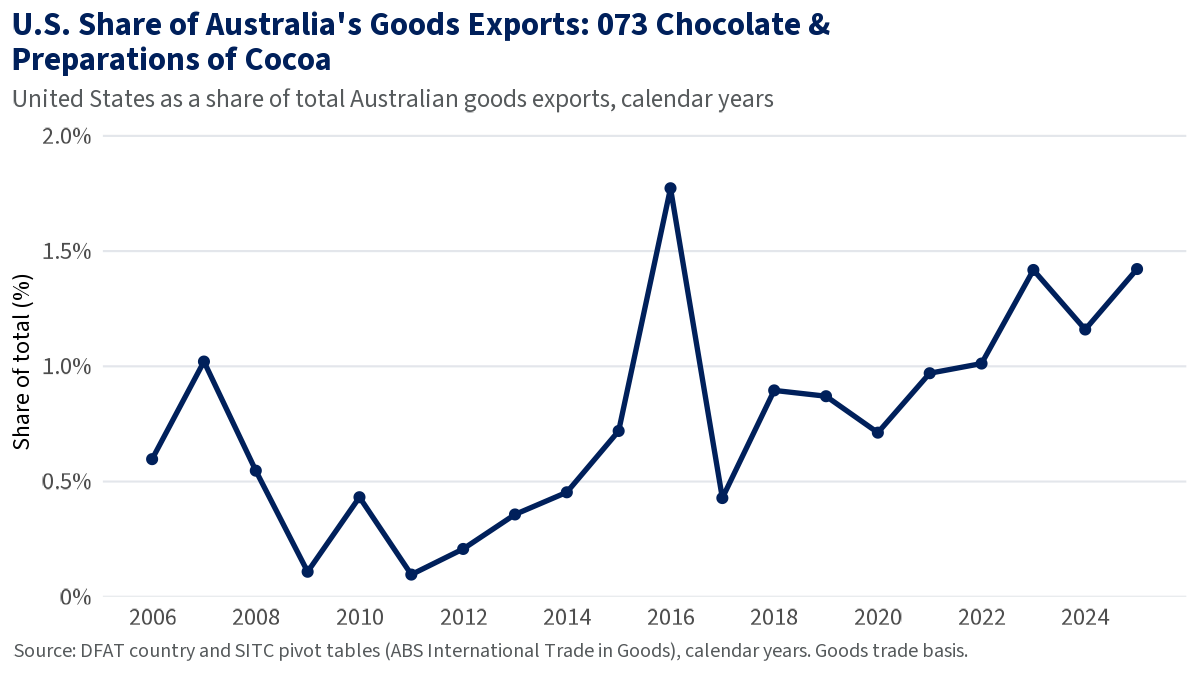 U.S. Share of Australia's Goods Exports: 073 Chocolate &
Preparations of Cocoa
United States as a share of total Australian goods exports, calendar years
2.0%
1.5%
1.0%
0.5%
0%
Share of total (%)
2006 2008 2010 2012 2014 2016 2018 2020 2022 2024
Source: DFAT country and SITC pivot tables (ABS International Trade in Goods), calendar years. Goods trade basis.